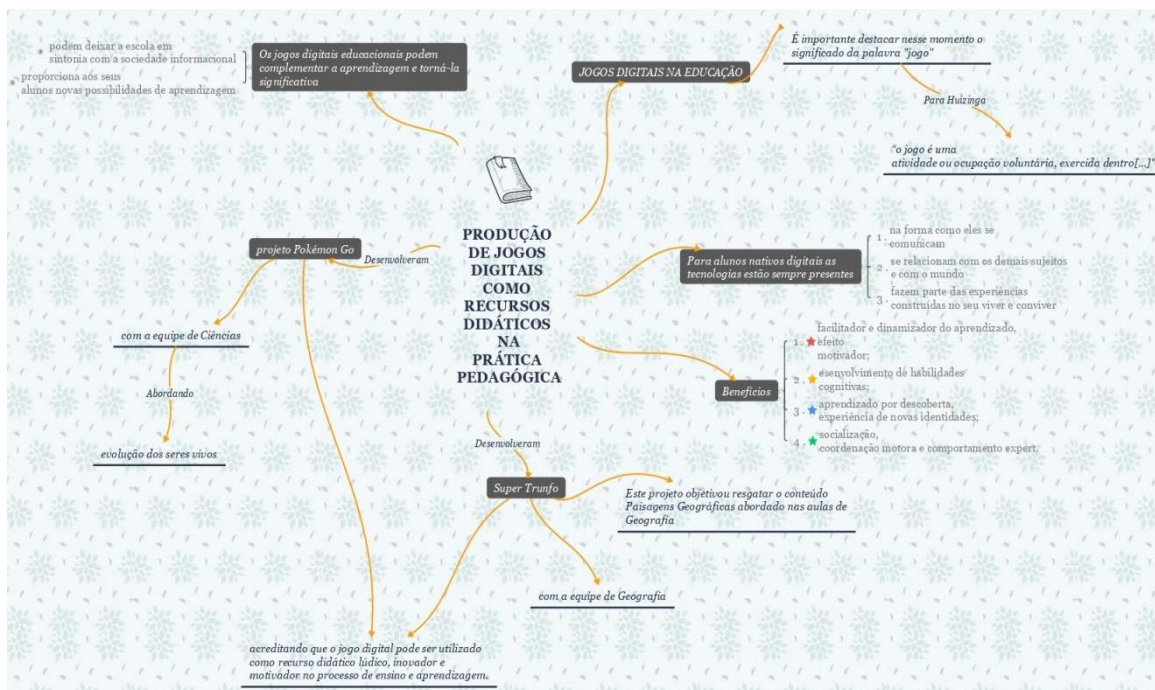 podem deixar a escola em
sintonia com a sociedade informacional
proporciona aos seus
alunos novas possibilidades de aprendizagem
Os jogos digitais educacionais podem
complementar a aprendizagem e torná-la
significativa
JOGOS DIGITAIS NA EDUCAÇÃO
É importante destacar nesse momento o
significado da palavra "jogo"
Para Huizinga
"o jogo é uma
atividade ou ocupação voluntária, exercida dentro[...]"
PRODUÇÃO
DE JOGOS
DIGITAIS
COMO
RECURSOS
DIDÁTICOS
NA
PRÁTICA
PEDAGÓGICA
Desenvolveram
projeto Pokémon Go
com a equipe de Ciências
Abordando
evolução dos seres vivos
Para alunos nativos digitais as
tecnologias estão sempre presentes
1. na forma como eles se
comunicam
2. se relacionam com os demais sujeitos
e com o mundo
3. fazem parte das experiências
construídas no seu viver e conviver
Benefícios
1. facilitador e dinamizador do aprendizado,
efeito
motivador;
2. esenvolvimento de habilidades
cognitivas;
3. aprendizado por descoberta,
experiência de novas identidades;
4. socialização,
coordenação motora e comportamento expert.
Desenvolveram
Super Trunfo
Este projeto objetivou resgatar o conteúdo
Paisagens Geográficas abordado nas aulas de
Geografia
com a equipe de Geografia
acreditando que o jogo digital pode ser utilizado
como recurso didático lúdico, inovador e
motivador no processo de ensino e aprendizagem.